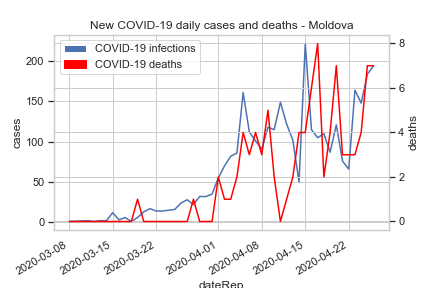 New COVID-19 daily cases and deaths - Moldova
COVID-19 infections
COVID-19 deaths
cases
200
150
100
50
0
deaths
8
6
4
2
0
2020-03-08
2020-03-15
2020-03-22
2020-04-01
2020-04-08
2020-04-15
2020-04-22
dateRep